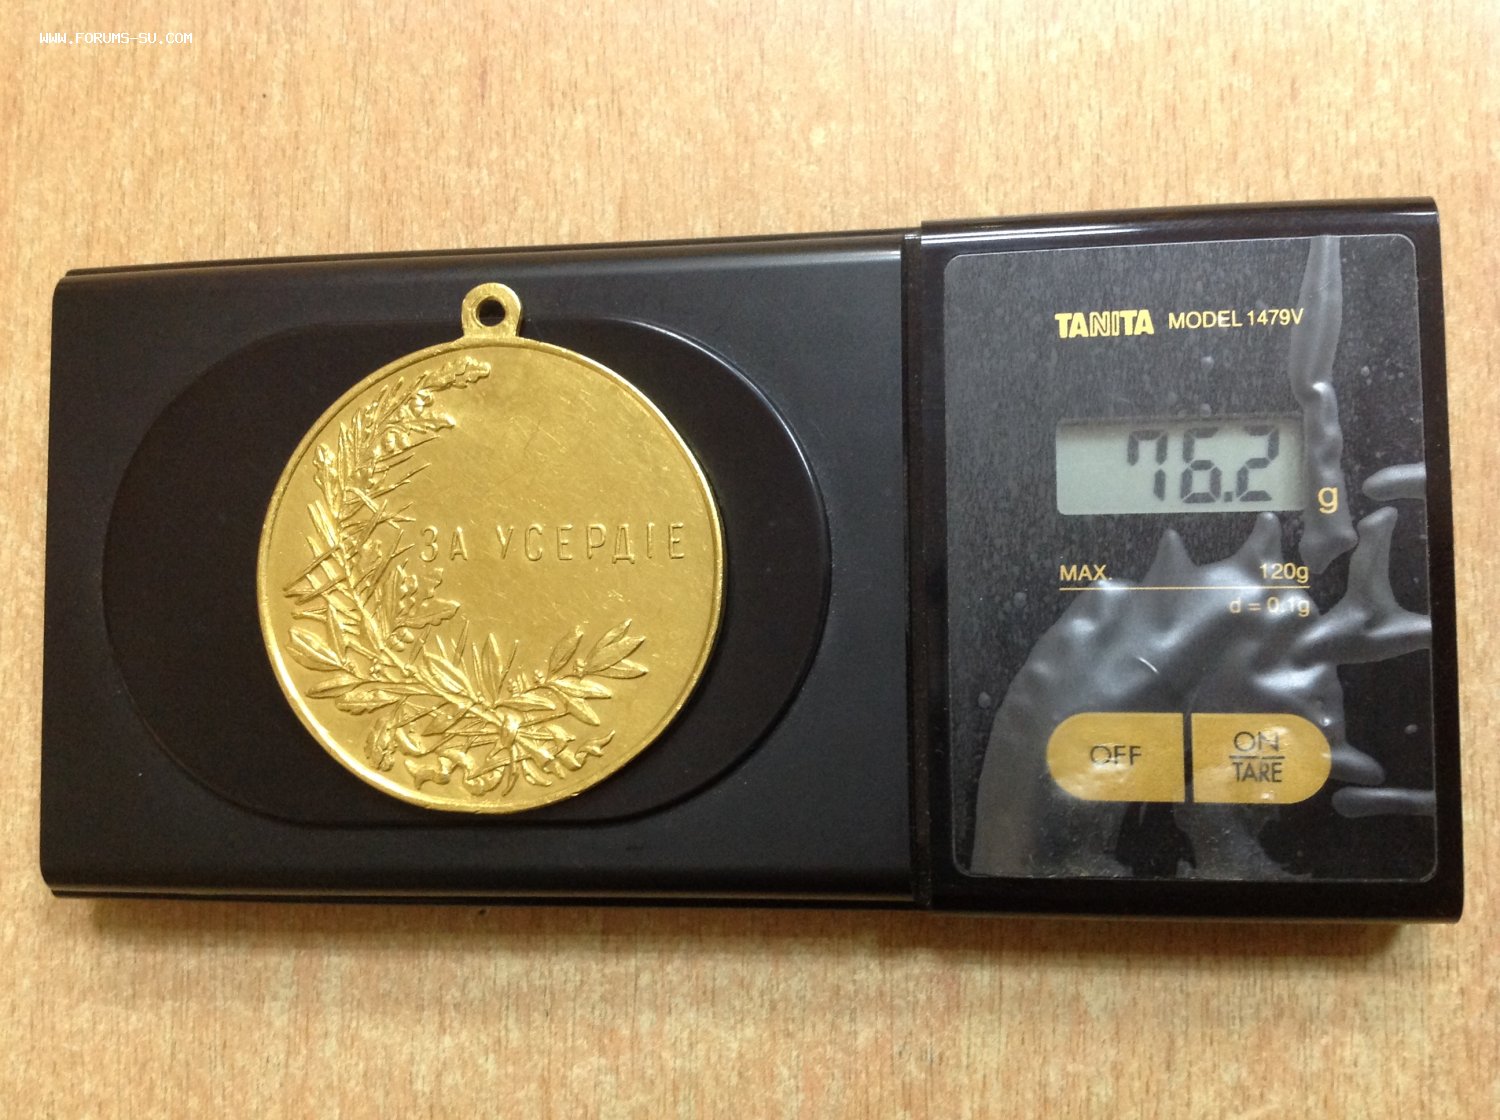 WWW.FORUMS-SU.COM
TANITA MODEL 1479V
76.2 g
ЗА УСЕРДІЕ
MAX. 120g
d = 0.1g
OFF
ON
TARE